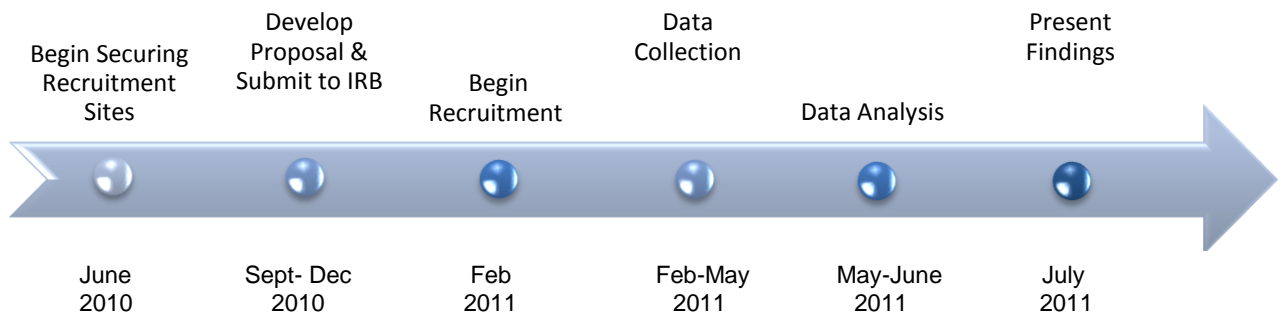 Begin Securing
Recruitment
Sites
Develop
Proposal &
Submit to IRB
Begin
Recruitment
Data
Collection
Data Analysis
Present
Findings
June
2010
Sept- Dec
2010
Feb
2011
Feb-May
2011
May-June
2011
July
2011